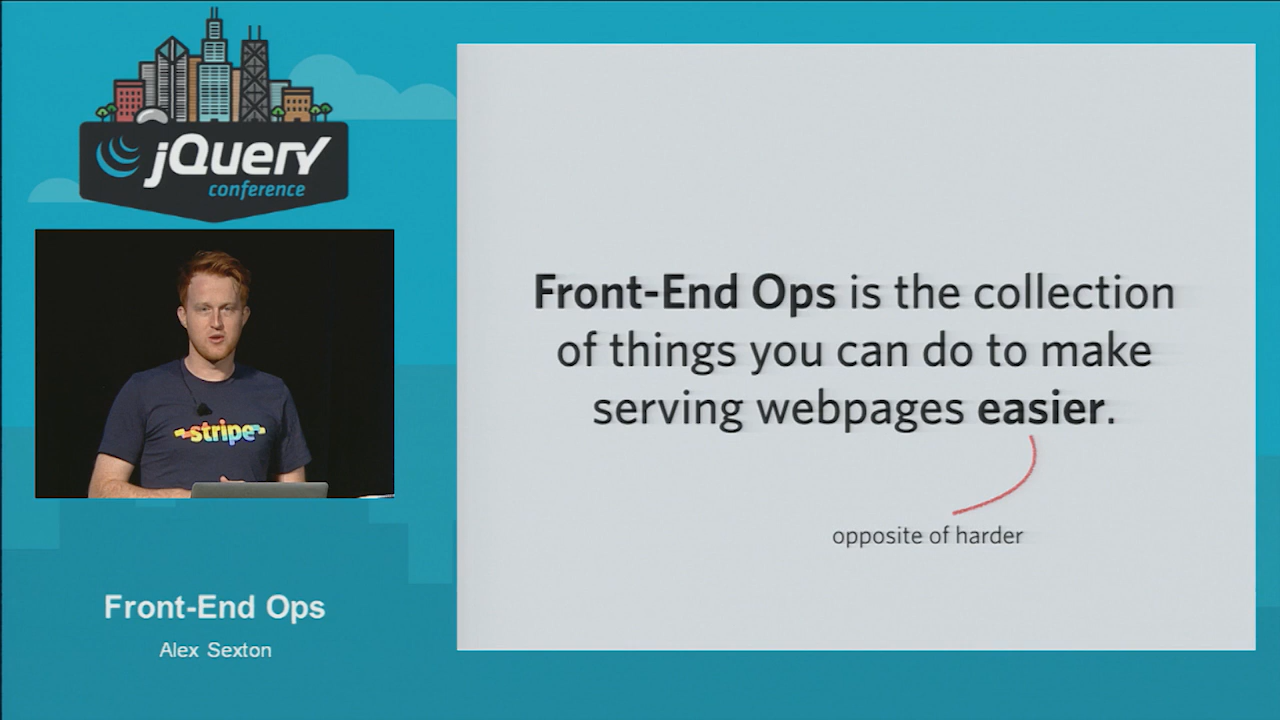 jQuery
conference
stripe
Front-End Ops
Alex Sexton
Front-End Ops is the collection
of things you can do to make
serving webpages easier.
opposite of harder